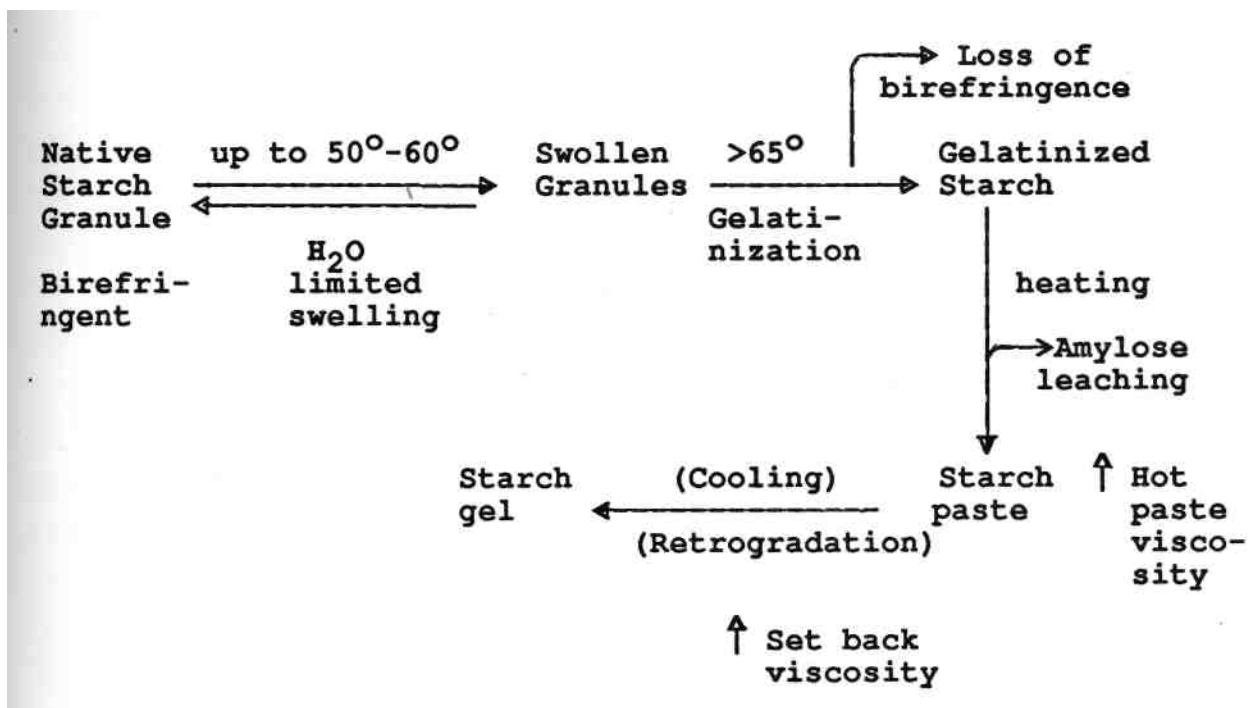 Loss of
birefringence
Native up to 50°-60° Swollen >65° Gelatinized
Starch Granules Starch
Granule Gelati-
nization
H2O
Birefri- limited heating
ngent swelling
Amylose
leaching
Starch (Cooling) Starch Hot
gel paste paste
(Retrogradation) visco-
sity
Set back
viscosity